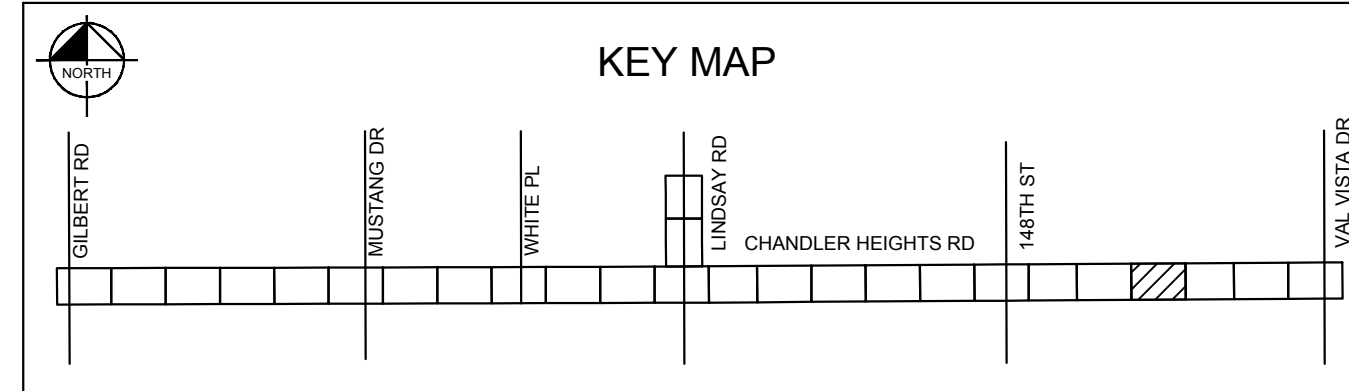 KEY MAP
NORTH
GILBERT RD
MUSTANG DR
WHITE PL
LINDSAY RD
CHANDLER HEIGHTS RD
148TH ST
VAL VISTA DR